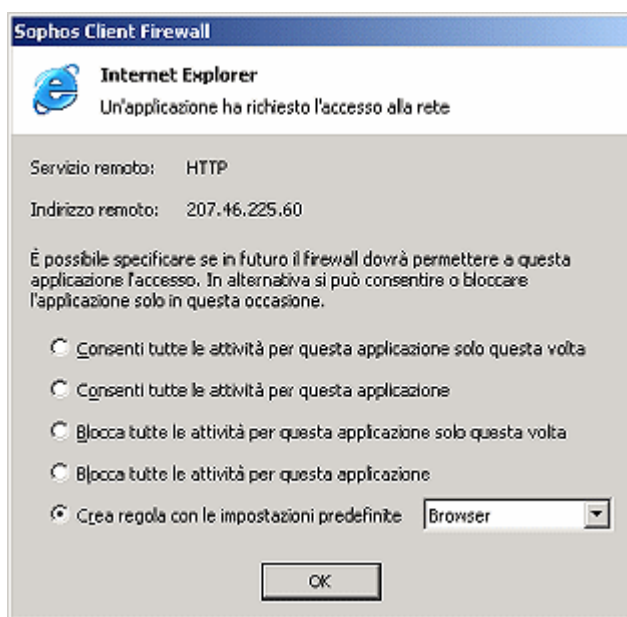 Sophos Client Firewall
Internet Explorer
Un'applicazione ha richiesto l'accesso alla rete
Servizio remoto: HTTP
Indirizzo remoto: 207.46.225.60
È possibile specificare se in futuro il firewall dovrà permettere a questa
applicazione l'accesso. In alternativa si può consentire o bloccare
l'applicazione solo in questa occasione.
Consenti tutte le attività per questa applicazione solo questa volta
Consenti tutte le attività per questa applicazione
Blocca tutte le attività per questa applicazione solo questa volta
Blocca tutte le attività per questa applicazione
Crea regola con le impostazioni predefinite Browser
OK